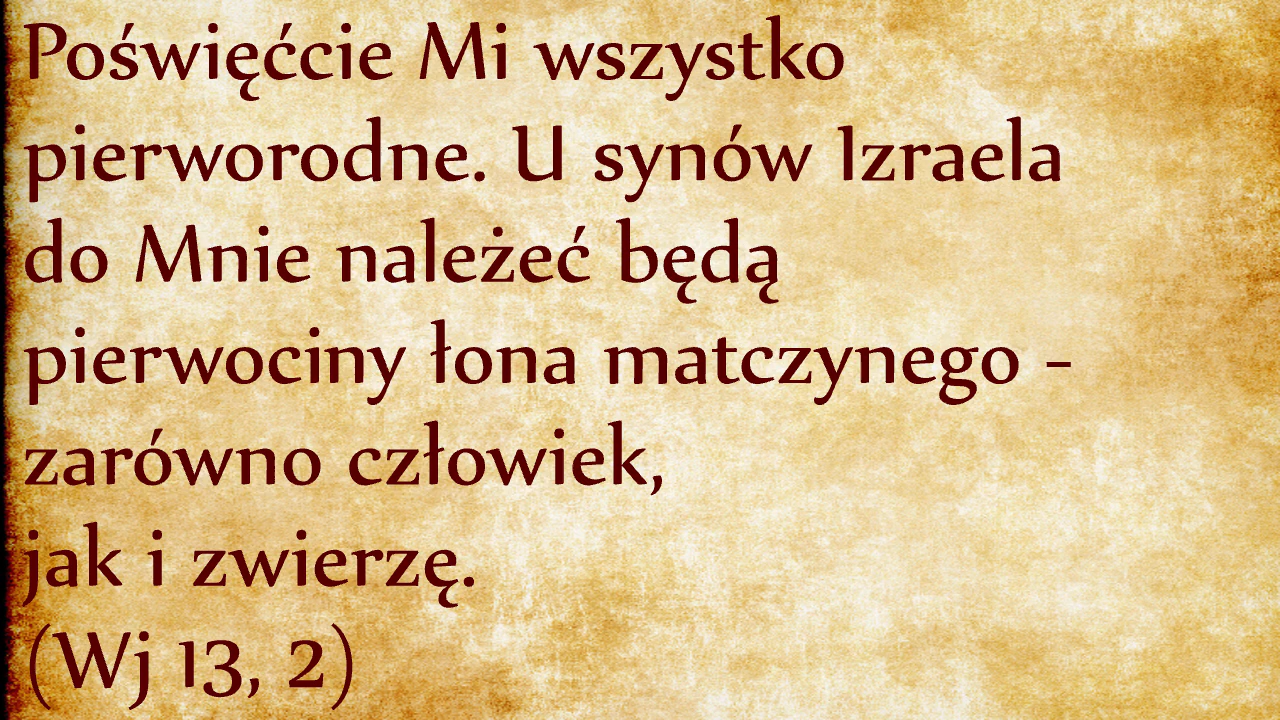 Poświęćcie Mi wszystko
pierworodne. U synów Izraela
do Mnie należeć będą
pierwociny łona matczynego -
zarówno człowiek,
jak i zwierzę.
(Wj 13, 2)